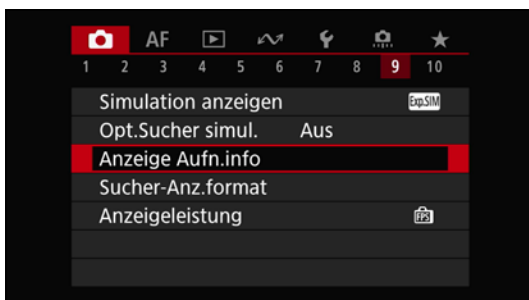 AF
1 2 3 4 5 6 7 8 9 10
Simulation anzeigen Exp.SIM
Opt.Sucher simul. Aus
Anzeige Aufn.info
Sucher-Anz.format
Anzeigeleistung FPS